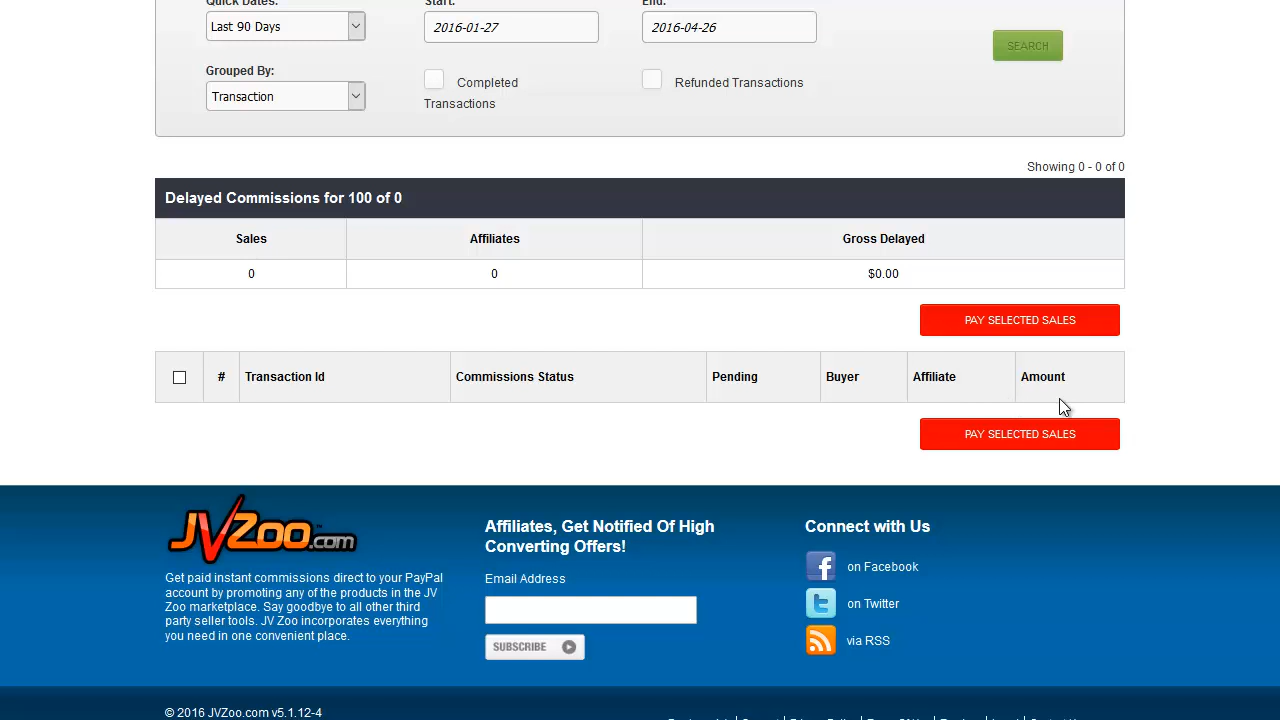 Quick Dates:
Start:
End:
Last 90 Days
2016-01-27
2016-04-26
SEARCH
Grouped By:
Transaction
Completed
Transactions
Refunded Transactions
Showing 0 - 0 of 0
Delayed Commissions for 100 of 0
Sales Affiliates Gross Delayed
0 0 $0.00
PAY SELECTED SALES
# Transaction Id Commissions Status Pending Buyer Affiliate Amount
PAY SELECTED SALES
JVZoo.com
Get paid instant commissions direct to your PayPal
account by promoting any of the products in the JV
Zoo marketplace. Say goodbye to all other third
party seller tools. JV Zoo incorporates everything
you need in one convenient place.
Affiliates, Get Notified Of High
Converting Offers!
Email Address
SUBSCRIBE
Connect with Us
on Facebook
on Twitter
via RSS
© 2016 JVZoo.com v5.1.12-4